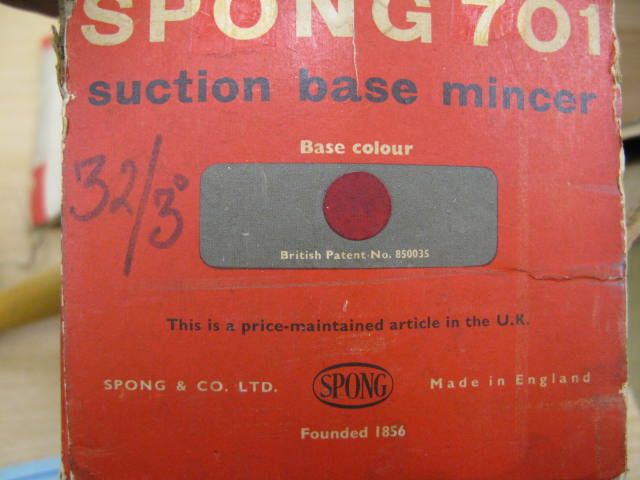 SPONG 701
suction base mincer
Base colour
32/3°
British Patent No. 850035
This is a price-maintained article in the U.K.
SPONG & CO. LTD. SPONG Made in England
Founded 1856